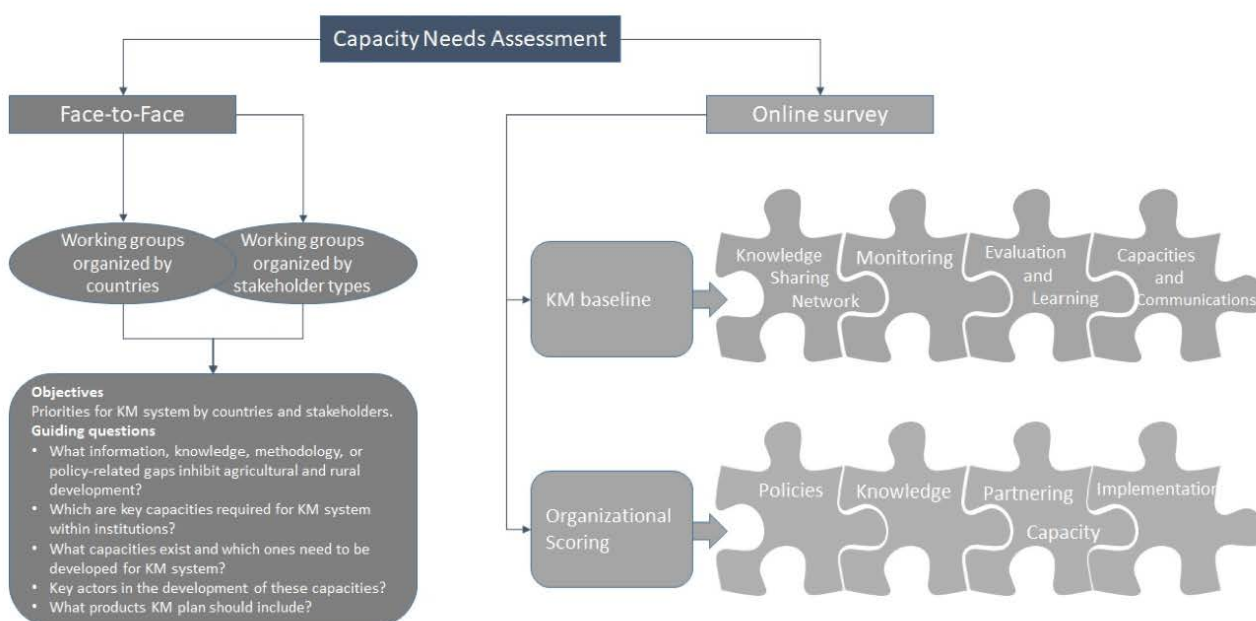 Capacity Needs Assessment
Face-to-Face
Online survey
Working groups
organized by
countries
Working groups
organized by
stakeholder types
Objectives
Priorities for KM system by countries and stakeholders.
Guiding questions
• What information, knowledge, methodology, or
policy-related gaps inhibit agricultural and rural
development?
• Which are key capacities required for KM system
within institutions?
• What capacities exist and which ones need to be
developed for KM system?
• Key actors in the development of these capacities?
• What products KM plan should include?
KM baseline
Knowledge
Sharing
Network
Monitoring
Evaluation
and
Learning
Capacities
and
Communications
Organizational
Scoring
Policies
Knowledge
Partnering
Capacity
Implementation